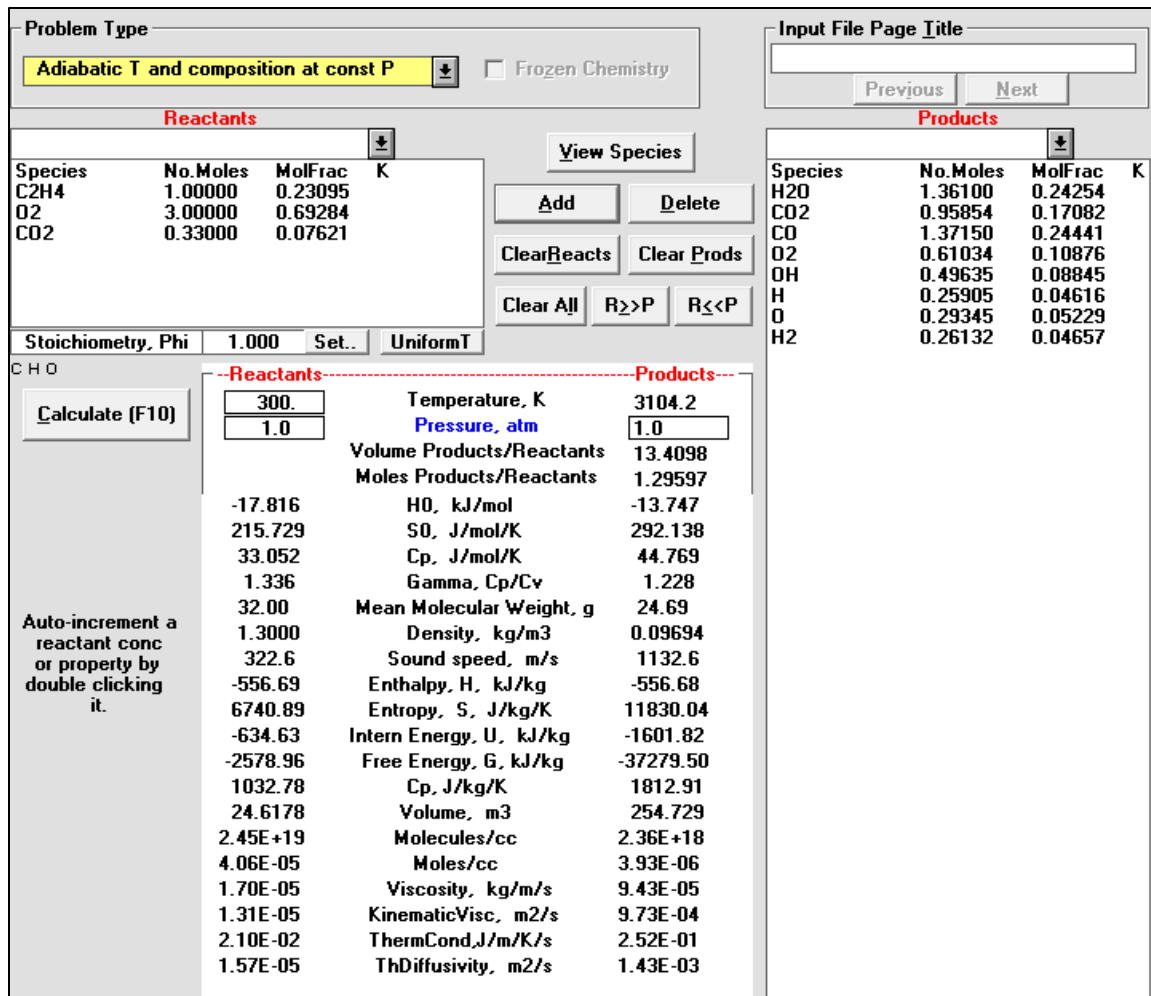 Problem Type
Adiabatic T and composition at const P
Frozen Chemistry
Input File Page Title
Previous Next
Reactants
Species No.Moles MolFrac K
C2H4 1.00000 0.23095
O2 3.00000 0.69284
CO2 0.33000 0.07621
Stoichiometry, Phi 1.000 Set.. UniformT
View Species
Add Delete
ClearReacts Clear Prods
Clear All R>>P R<<P
Products
Species No.Moles MolFrac K
H2O 1.36100 0.24254
CO2 0.95854 0.17082
CO 1.37150 0.24441
O2 0.61034 0.10876
OH 0.49635 0.08845
H 0.25905 0.04616
O 0.29345 0.05229
H2 0.26132 0.04657
C H O
Calculate (F10)
Auto-increment a
reactant conc
or property by
double clicking
it.
--Reactants--Products---
300. Temperature, K 3104.2
1.0 Pressure, atm 1.0
Volume Products/Reactants 13.4098
Moles Products/Reactants 1.29597
-17.816 H0, kJ/mol -13.747
215.729 S0, J/mol/K 292.138
33.052 Cp, J/mol/K 44.769
1.336 Gamma, Cp/Cv 1.228
32.00 Mean Molecular Weight, g 24.69
1.3000 Density, kg/m3 0.09694
322.6 Sound speed, m/s 1132.6
-556.69 Enthalpy, H, kJ/kg -556.68
6740.89 Entropy, S, J/kg/K 11830.04
-634.63 Intern Energy, U, kJ/kg -1601.82
-2578.96 Free Energy, G, kJ/kg -37279.50
1032.78 Cp, J/kg/K 1812.91
24.6178 Volume, m3 254.729
2.45E+19 Molecules/cc 2.36E+18
4.06E-05 Moles/cc 3.93E-06
1.70E-05 Viscosity, kg/m/s 9.43E-05
1.31E-05 KinematicVisc, m2/s 9.73E-04
2.10E-02 ThermCond,J/m/K/s 2.52E-01
1.57E-05 ThDiffusivity, m2/s 1.43E-03